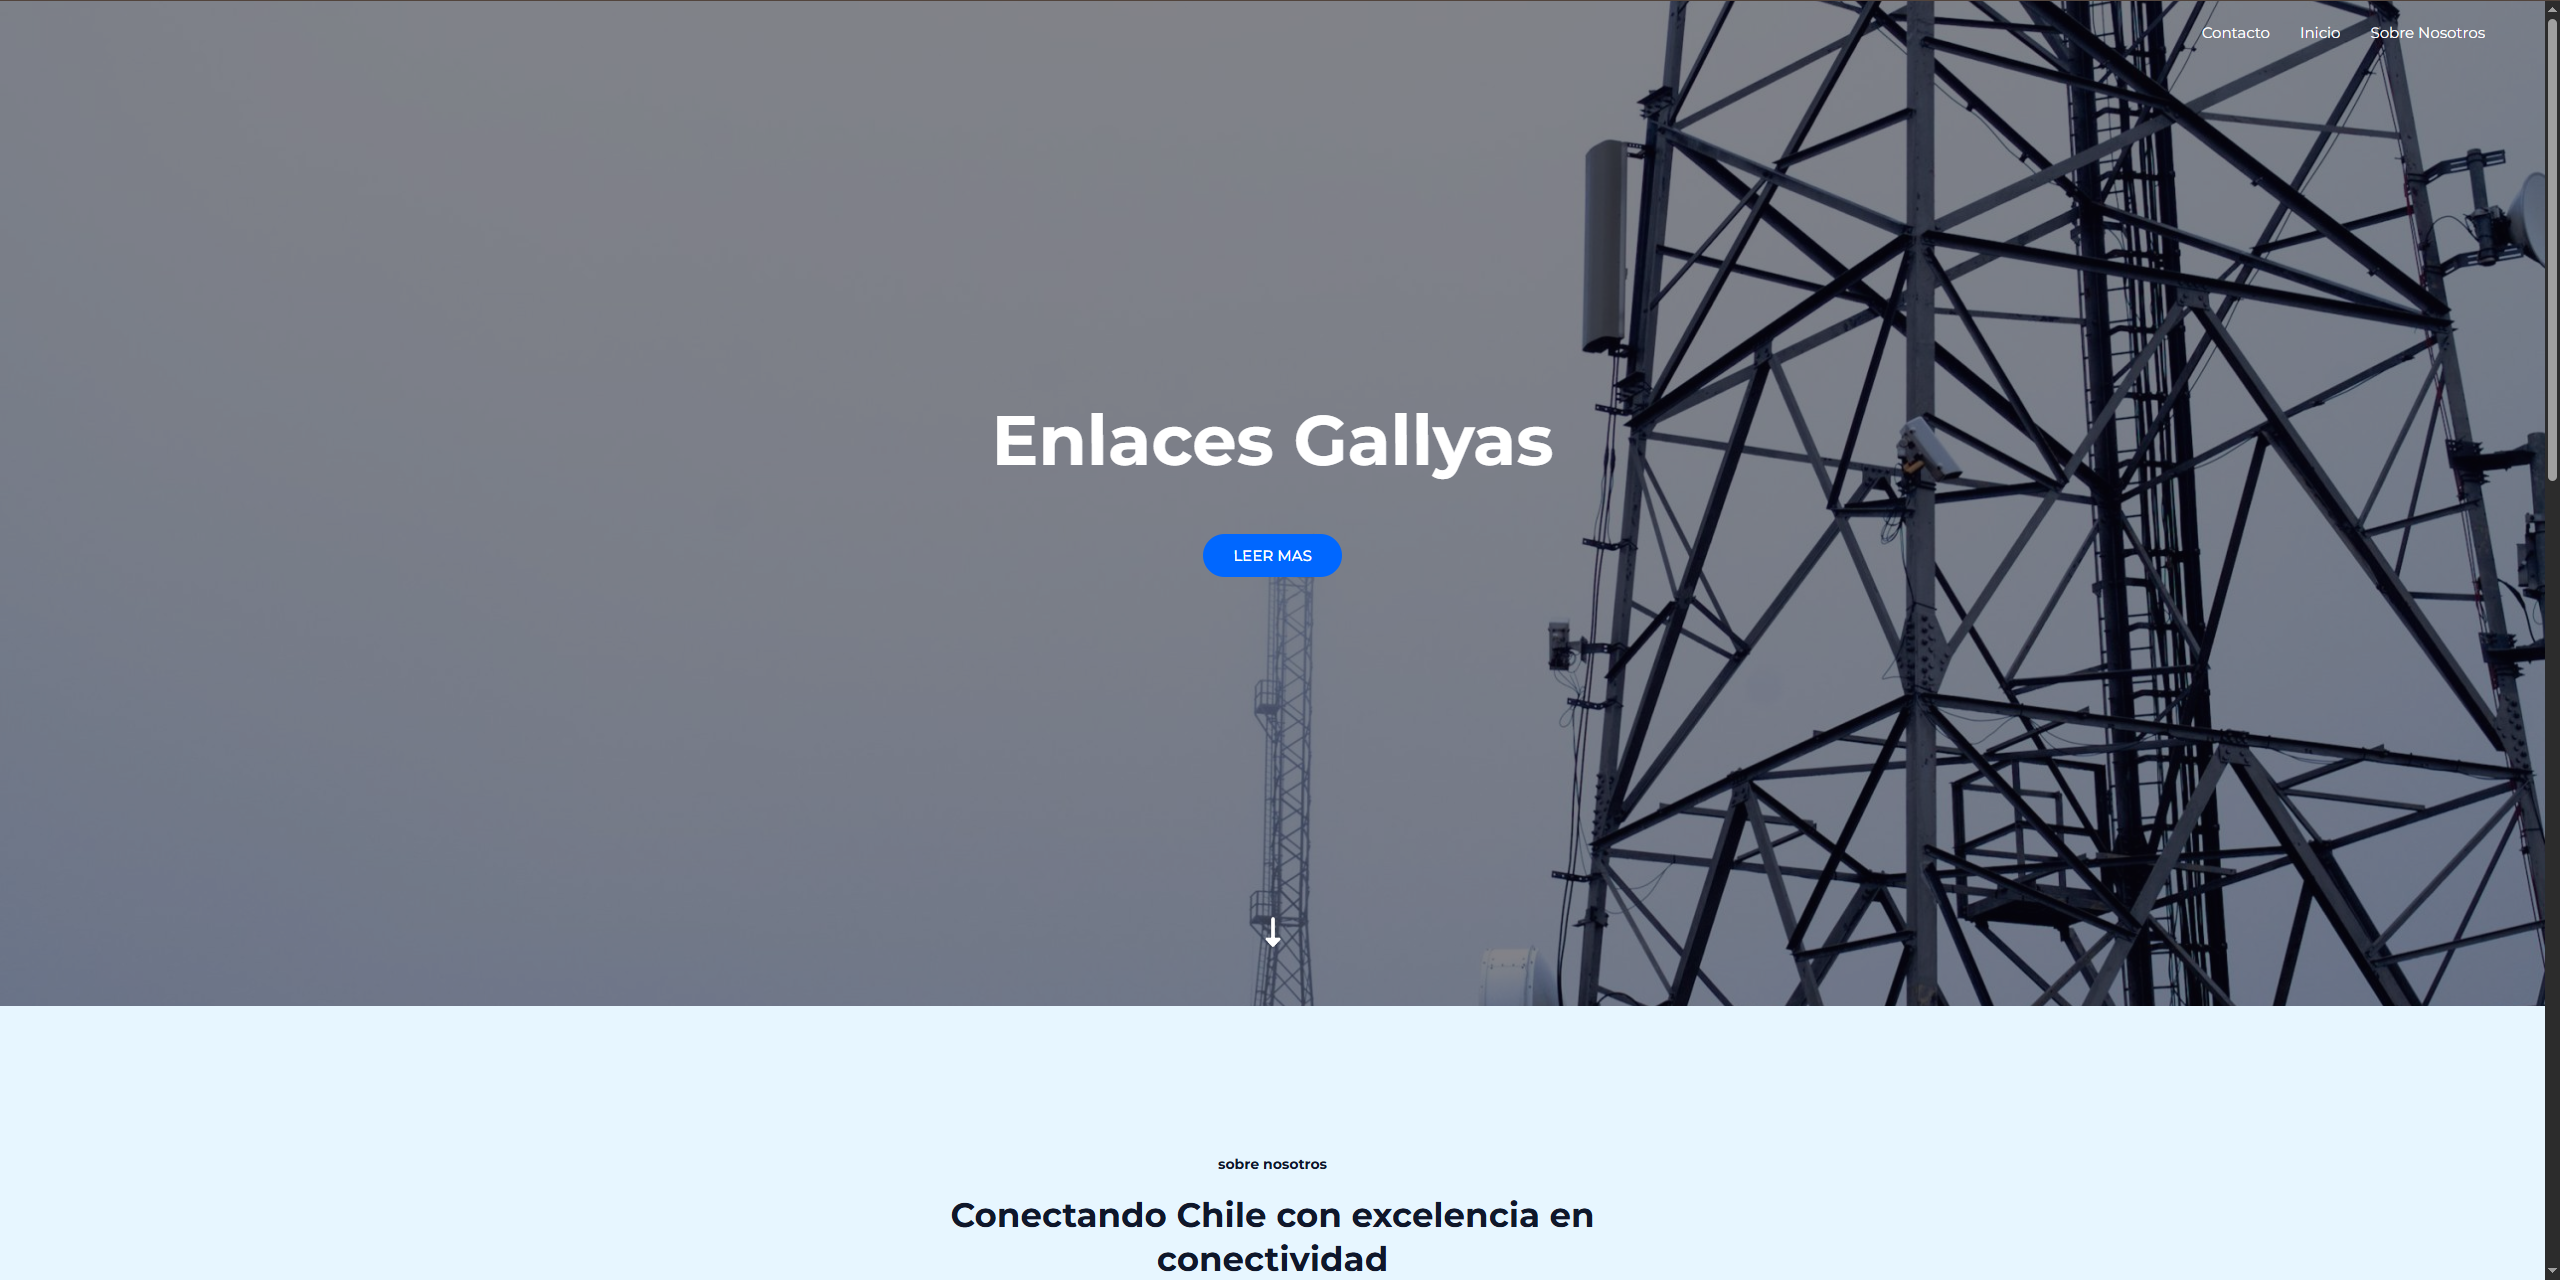 Contacto Inicio Sobre Nosotros
Enlaces Gallyas
LEER MAS
sobre nosotros
Conectando Chile con excelencia en
conectividad